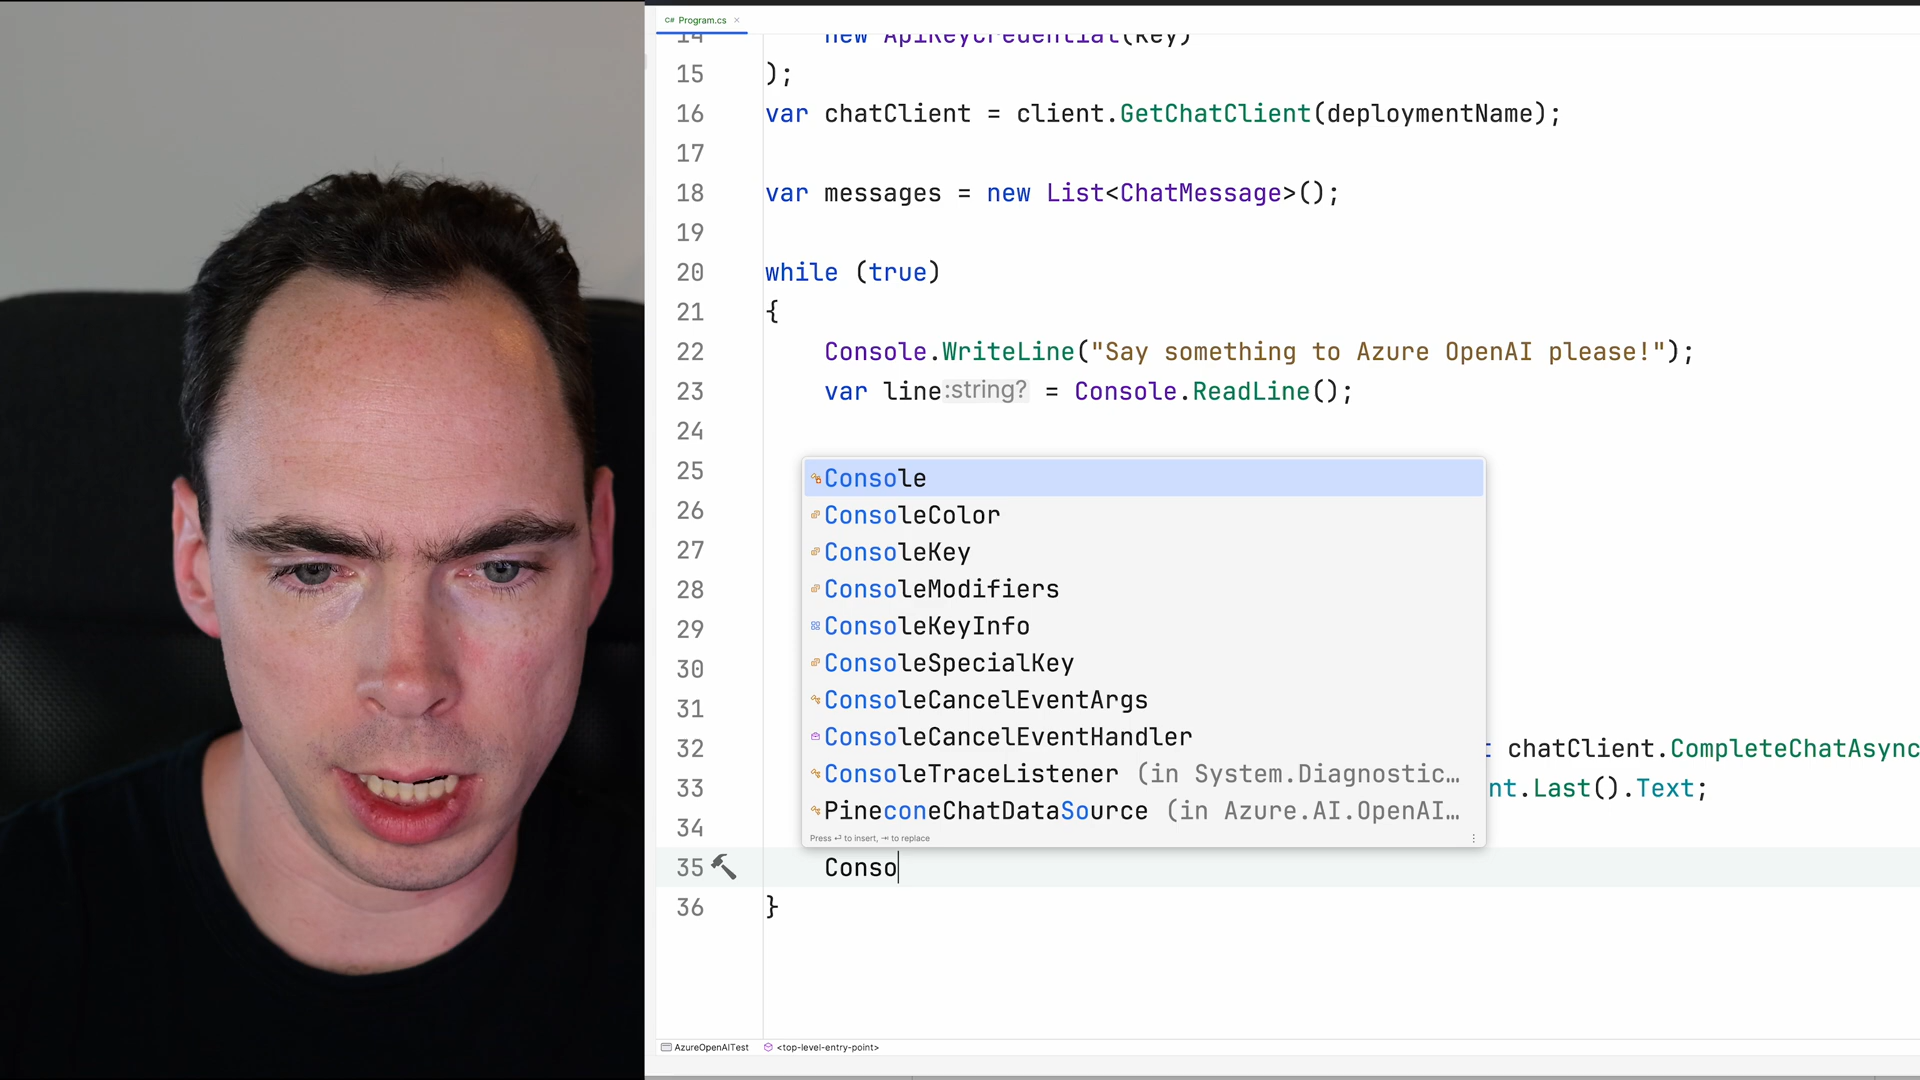 C# Program.cs ×
14 new ApiKeyCredential(key)
15 );
16 var chatClient = client.GetChatClient(deploymentName);
17
18 var messages = new List<ChatMessage>();
19
20 while (true)
21 {
22 Console.WriteLine("Say something to Azure OpenAI please!");
23 var line:string? = Console.ReadLine();
24
25 Console
26 ConsoleColor
27 ConsoleKey
28 ConsoleModifiers
29 ConsoleKeyInfo
30 ConsoleSpecialKey
31 ConsoleCancelEventArgs
ConsoleCancelEventHandler
32 chatClient.CompleteChatAsync
ConsoleTraceListener (in System.Diagnostic...
33 nt.Last().Text;
PineconeChatDataSource (in Azure.AI.OpenAI...
34
Press ↵ to insert, ⇥ to replace
35 Conso
36 }
AzureOpenAITest <top-level-entry-point>